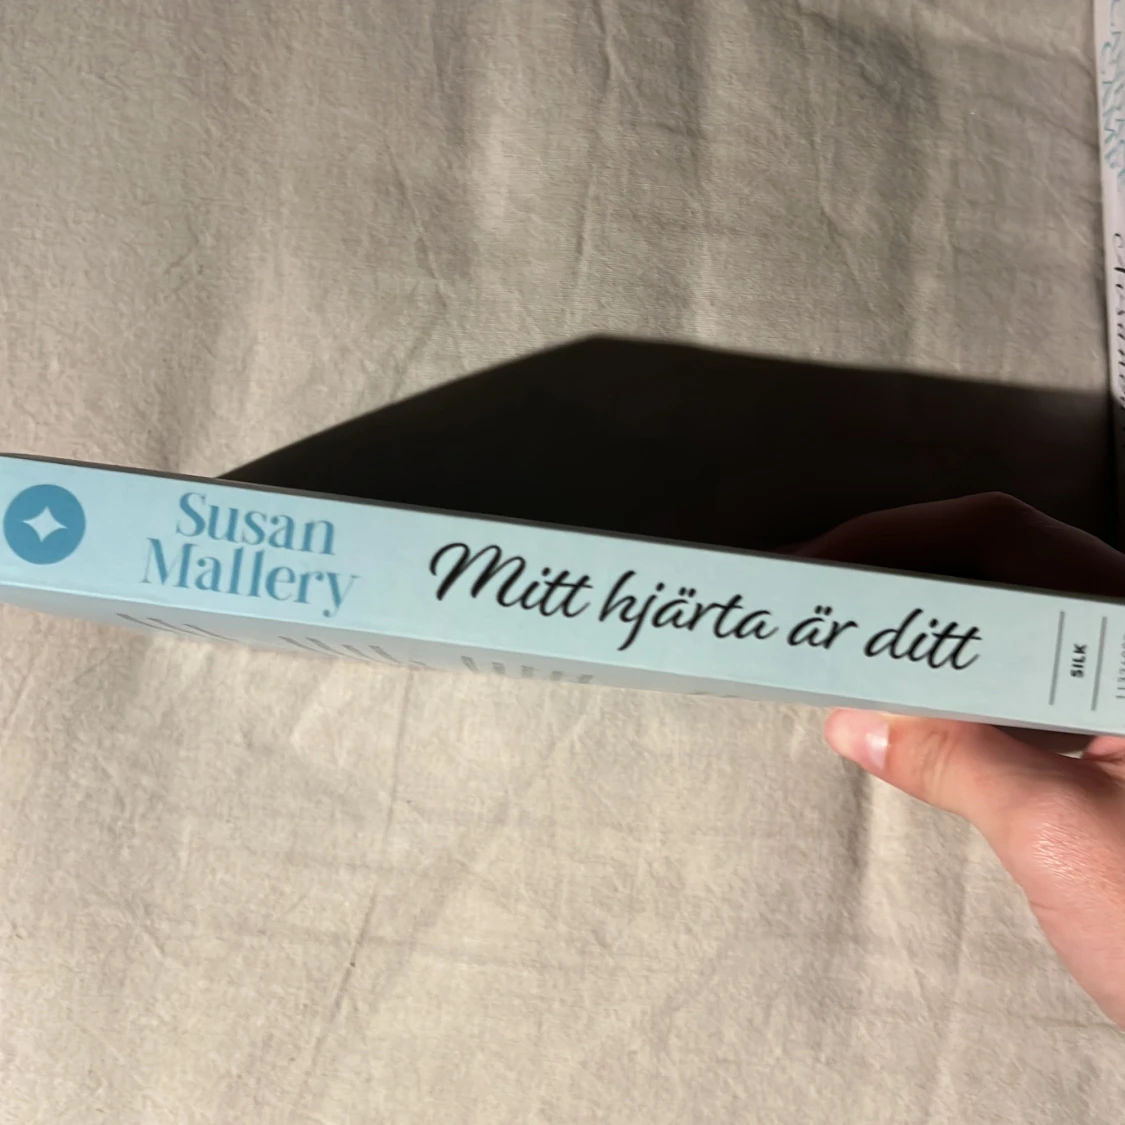 Susan
Mallery
Mitt hjärta är ditt
SILK